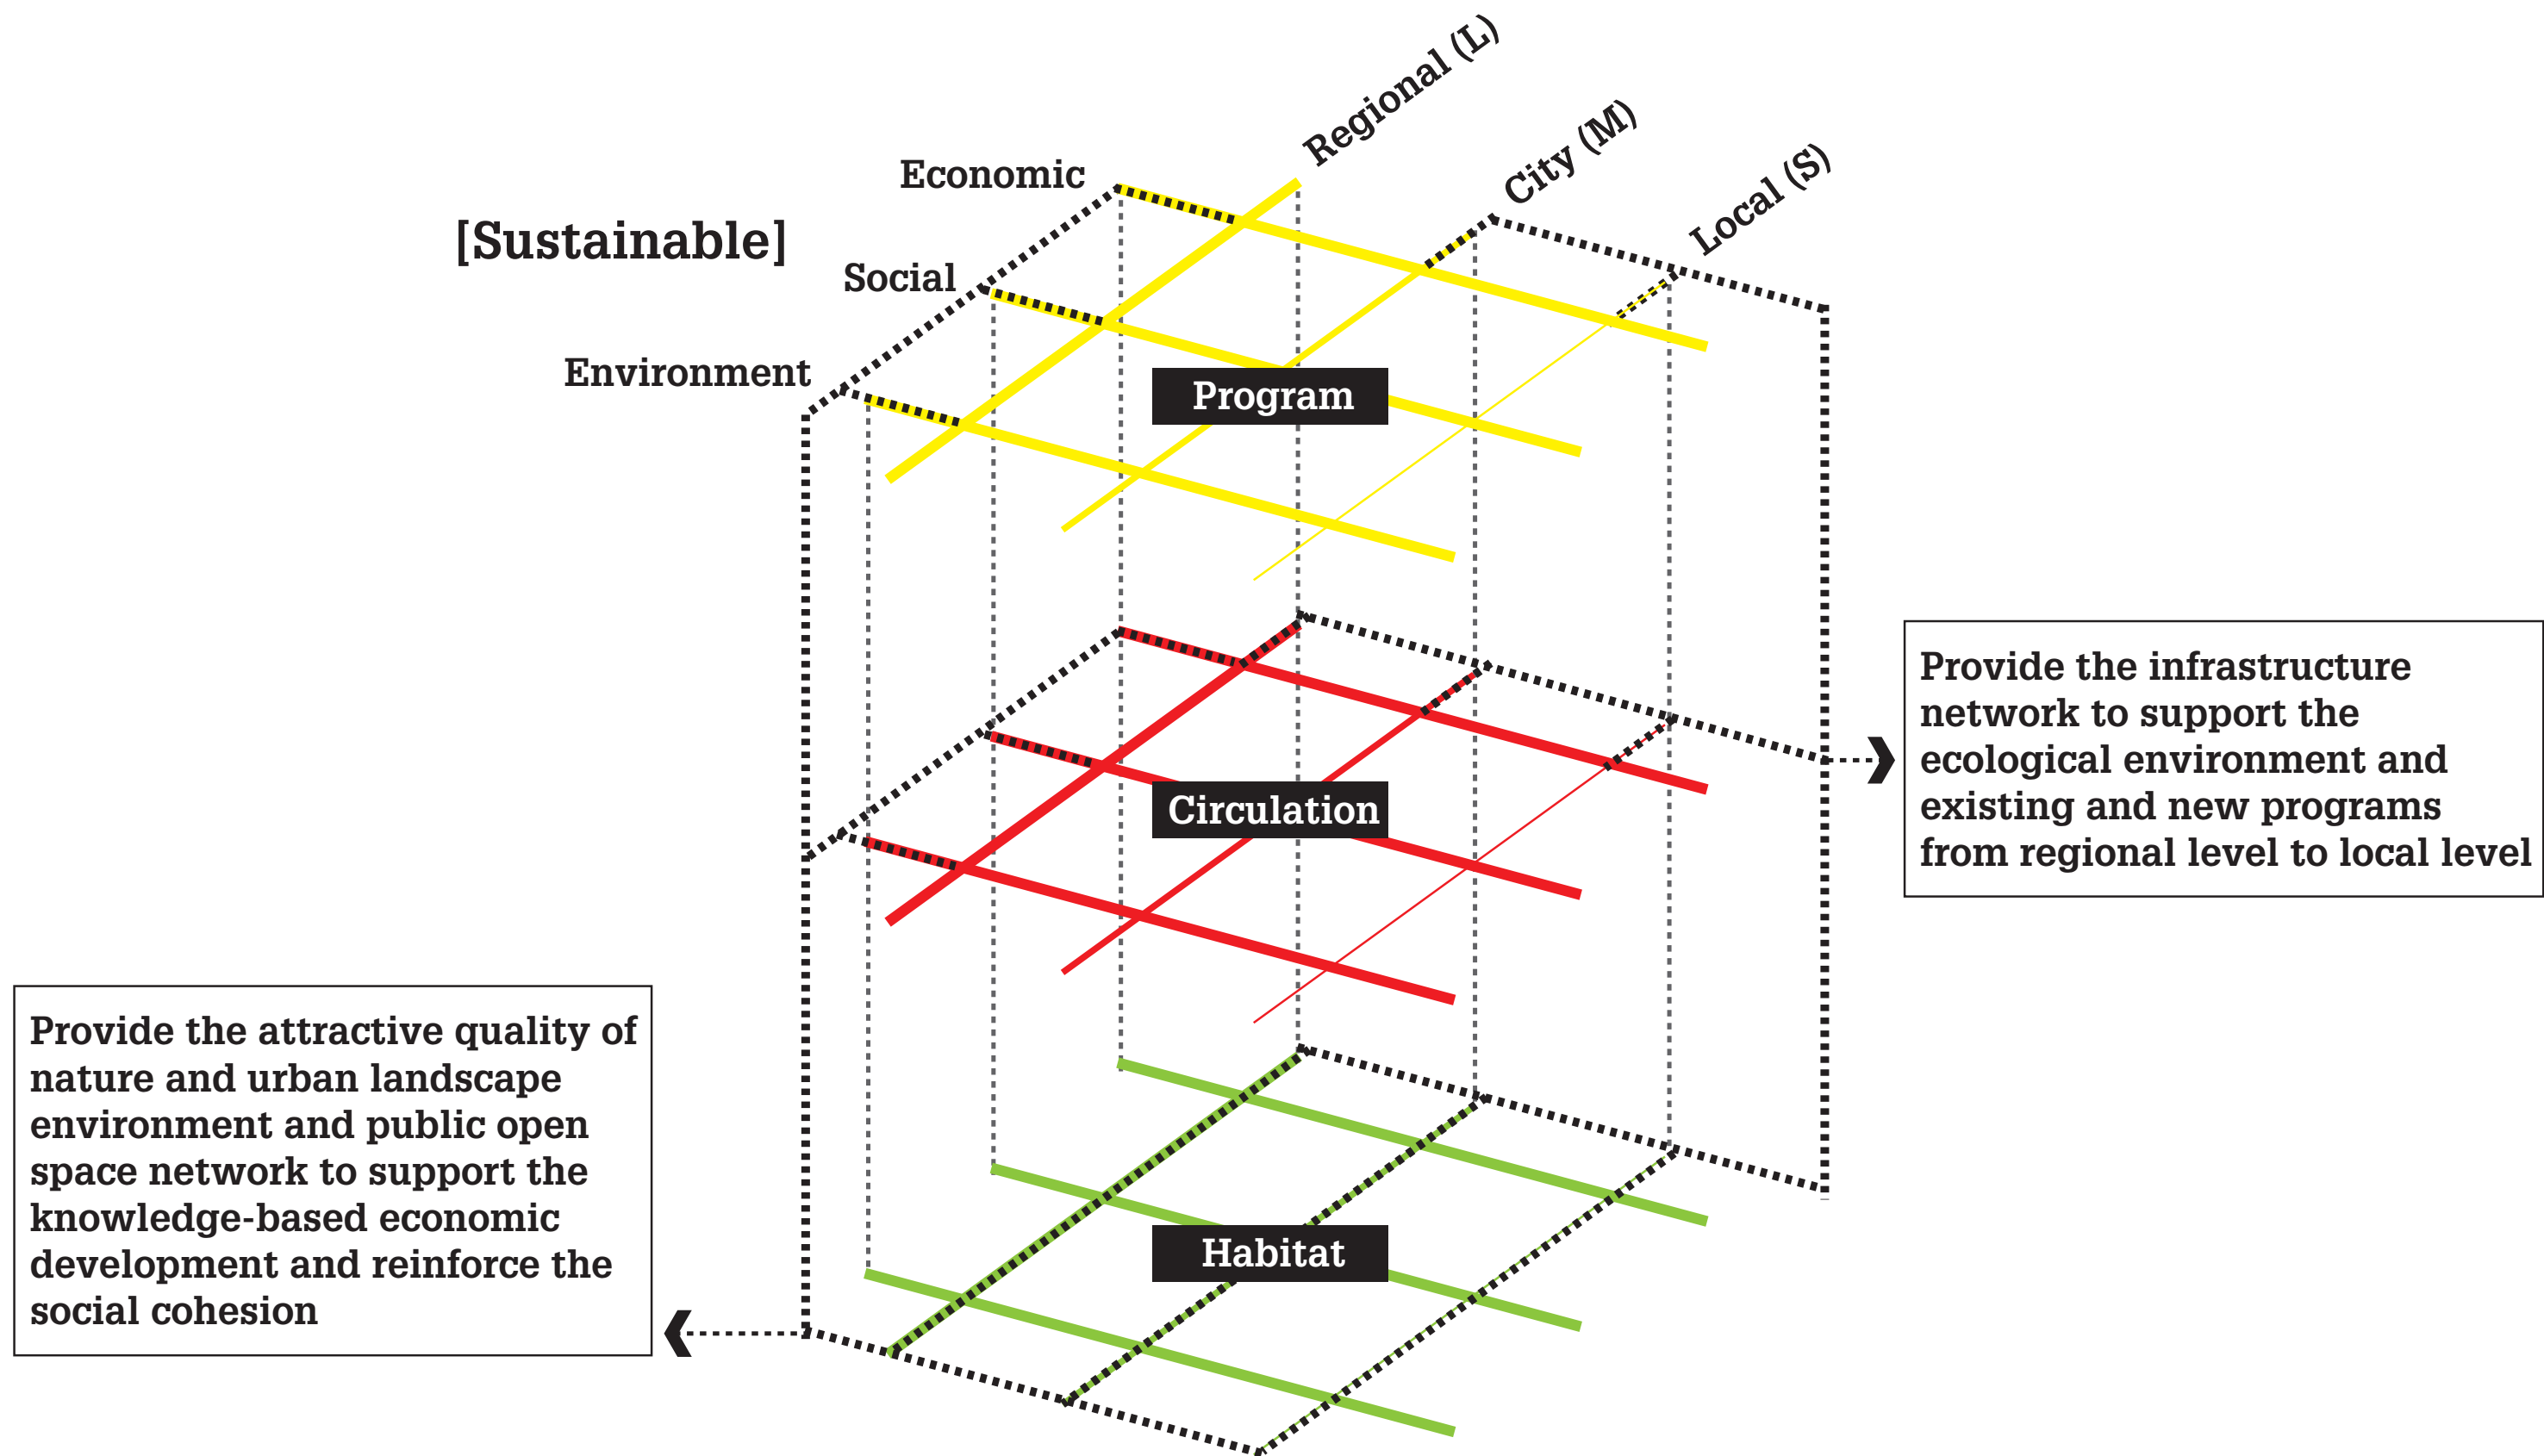 Regional (L)
City (M)
Local (S)
Economic
[Sustainable]
Social
Environment
Program
Provide the infrastructure
network to support the
ecological environment and
existing and new programs
from regional level to local level
Circulation
Provide the attractive quality of
nature and urban landscape
environment and public open
space network to support the
knowledge-based economic
development and reinforce the
social cohesion
Habitat